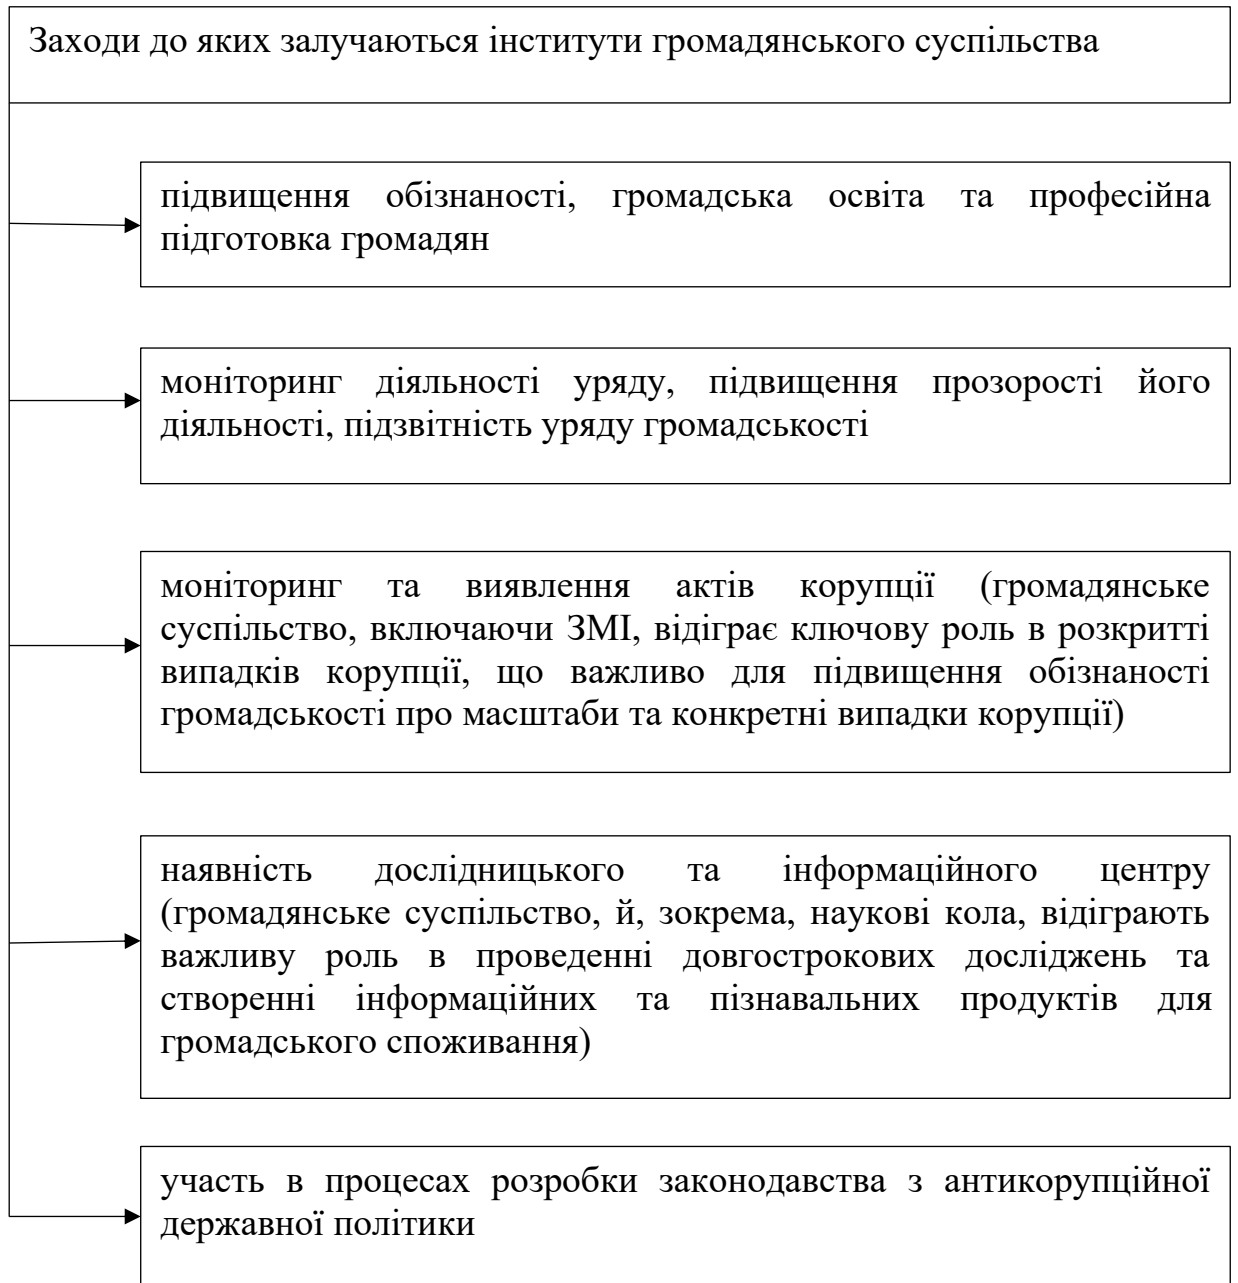 Заходи до яких залучаються інститути громадянського суспільства
підвищення обізнаності, громадська освіта та професійна
підготовка громадян
моніторинг діяльності уряду, підвищення прозорості його
діяльності, підзвітність уряду громадськості
моніторинг та виявлення актів корупції (громадянське
суспільство, включаючи ЗМІ, відіграє ключову роль в розкритті
випадків корупції, що важливо для підвищення обізнаності
громадськості про масштаби та конкретні випадки корупції)
наявність дослідницького та інформаційного центру
(громадянське суспільство, й, зокрема, наукові кола, відіграють
важливу роль в проведенні довгострокових досліджень та
створенні інформаційних та пізнавальних продуктів для
громадського споживання)
участь в процесах розробки законодавства з антикорупційної
державної політики